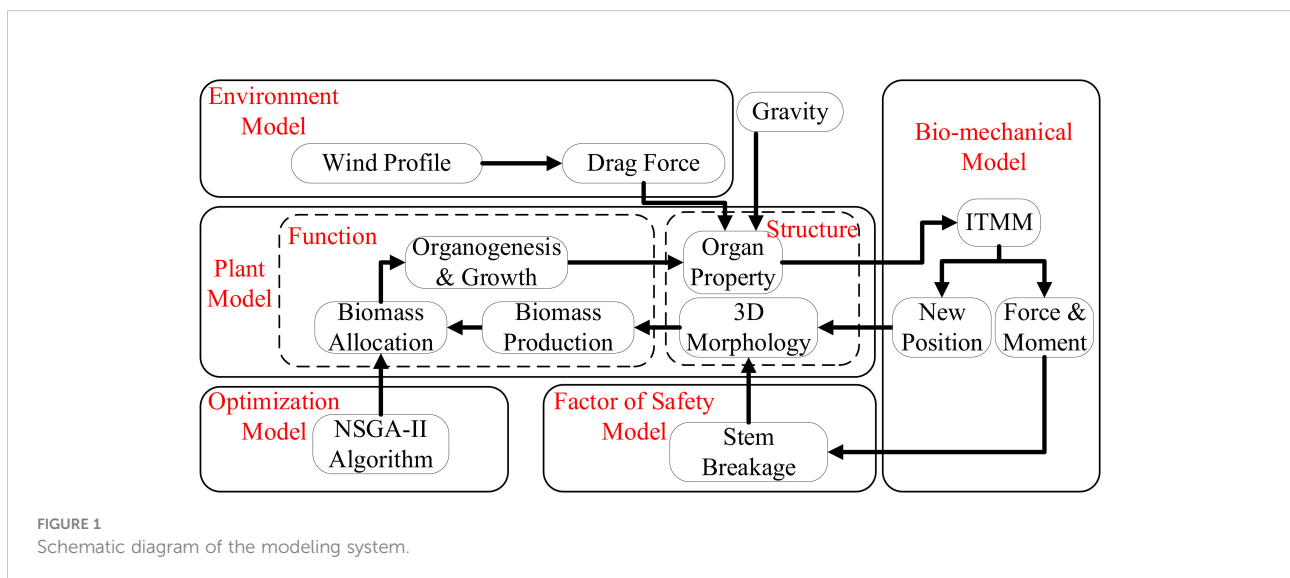 Environment
Model
Wind Profile
Drag Force
Gravity
Bio-mechanical
Model
ITMM
New
Position
Force &
Moment
Plant
Model
Function
Organogenesis
& Growth
Biomass
Allocation
Biomass
Production
Structure
Organ
Property
3D
Morphology
Optimization
Model
NSGA-II
Algorithm
Factor of Safety
Model
Stem
Breakage
FIGURE 1
Schematic diagram of the modeling system.